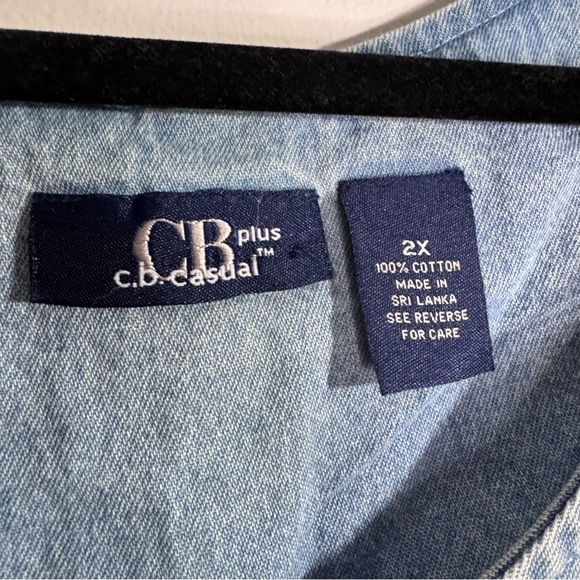 CB plus
c.b. casual™
2X
100% COTTON
MADE IN
SRI LANKA
SEE REVERSE
FOR CARE